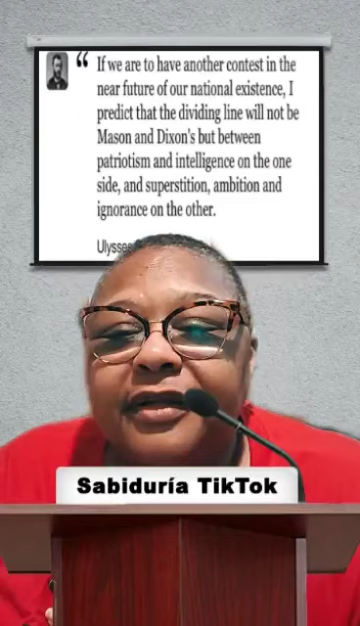 “ If we are to have another contest in the
near future of our national existence, I
predict that the dividing line will not be
Mason and Dixon's but between
patriotism and intelligence on the one
side, and superstition, ambition and
ignorance on the other.
Sabiduría TikTok